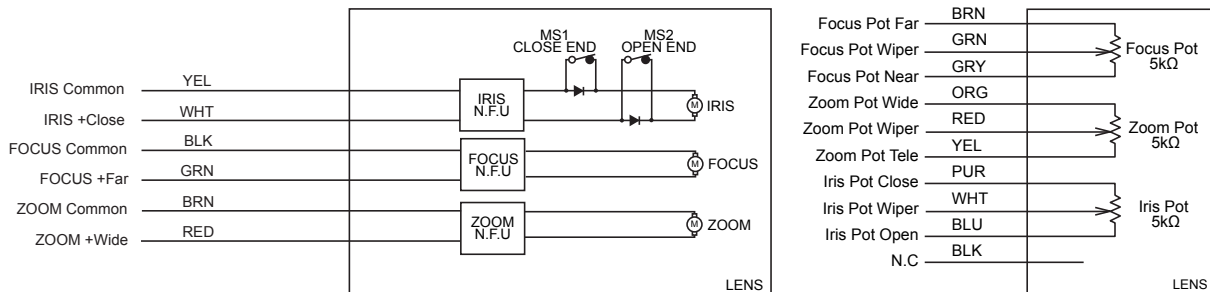 MS1
CLOSE END
MS2
OPEN END
IRIS Common YEL
IRIS +Close WHT
IRIS
N.F.U
M IRIS
FOCUS Common BLK
FOCUS +Far GRN
FOCUS
N.F.U
M FOCUS
ZOOM Common BRN
ZOOM +Wide RED
ZOOM
N.F.U
M ZOOM
LENS
Focus Pot Far BRN
Focus Pot Wiper GRN
Focus Pot Near GRY
Focus Pot
5kΩ
Zoom Pot Wide ORG
Zoom Pot Wiper RED
Zoom Pot Tele YEL
Zoom Pot
5kΩ
Iris Pot Close PUR
Iris Pot Wiper WHT
Iris Pot Open BLU
Iris Pot
5kΩ
N.C BLK
LENS